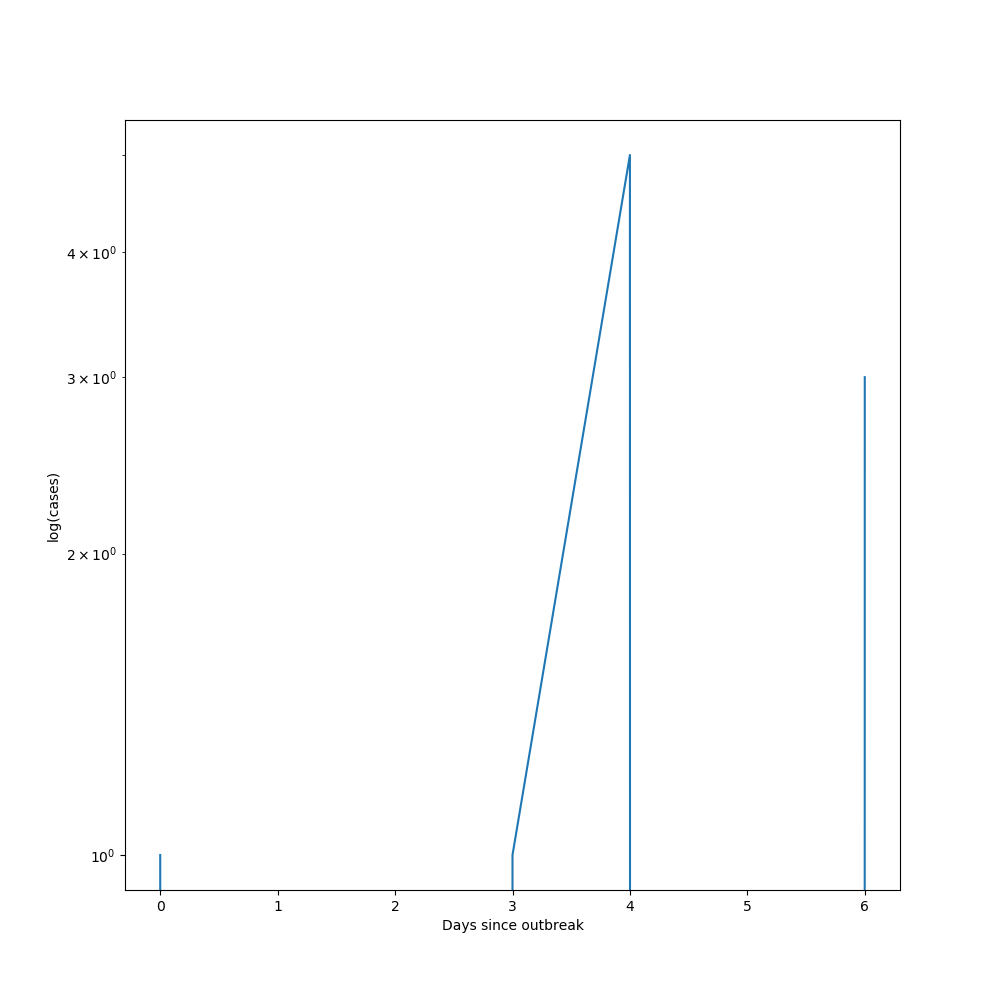 log(cases)
4 × 10⁰
3 × 10⁰
2 × 10⁰
10⁰
0 1 2 3 4 5 6
Days since outbreak